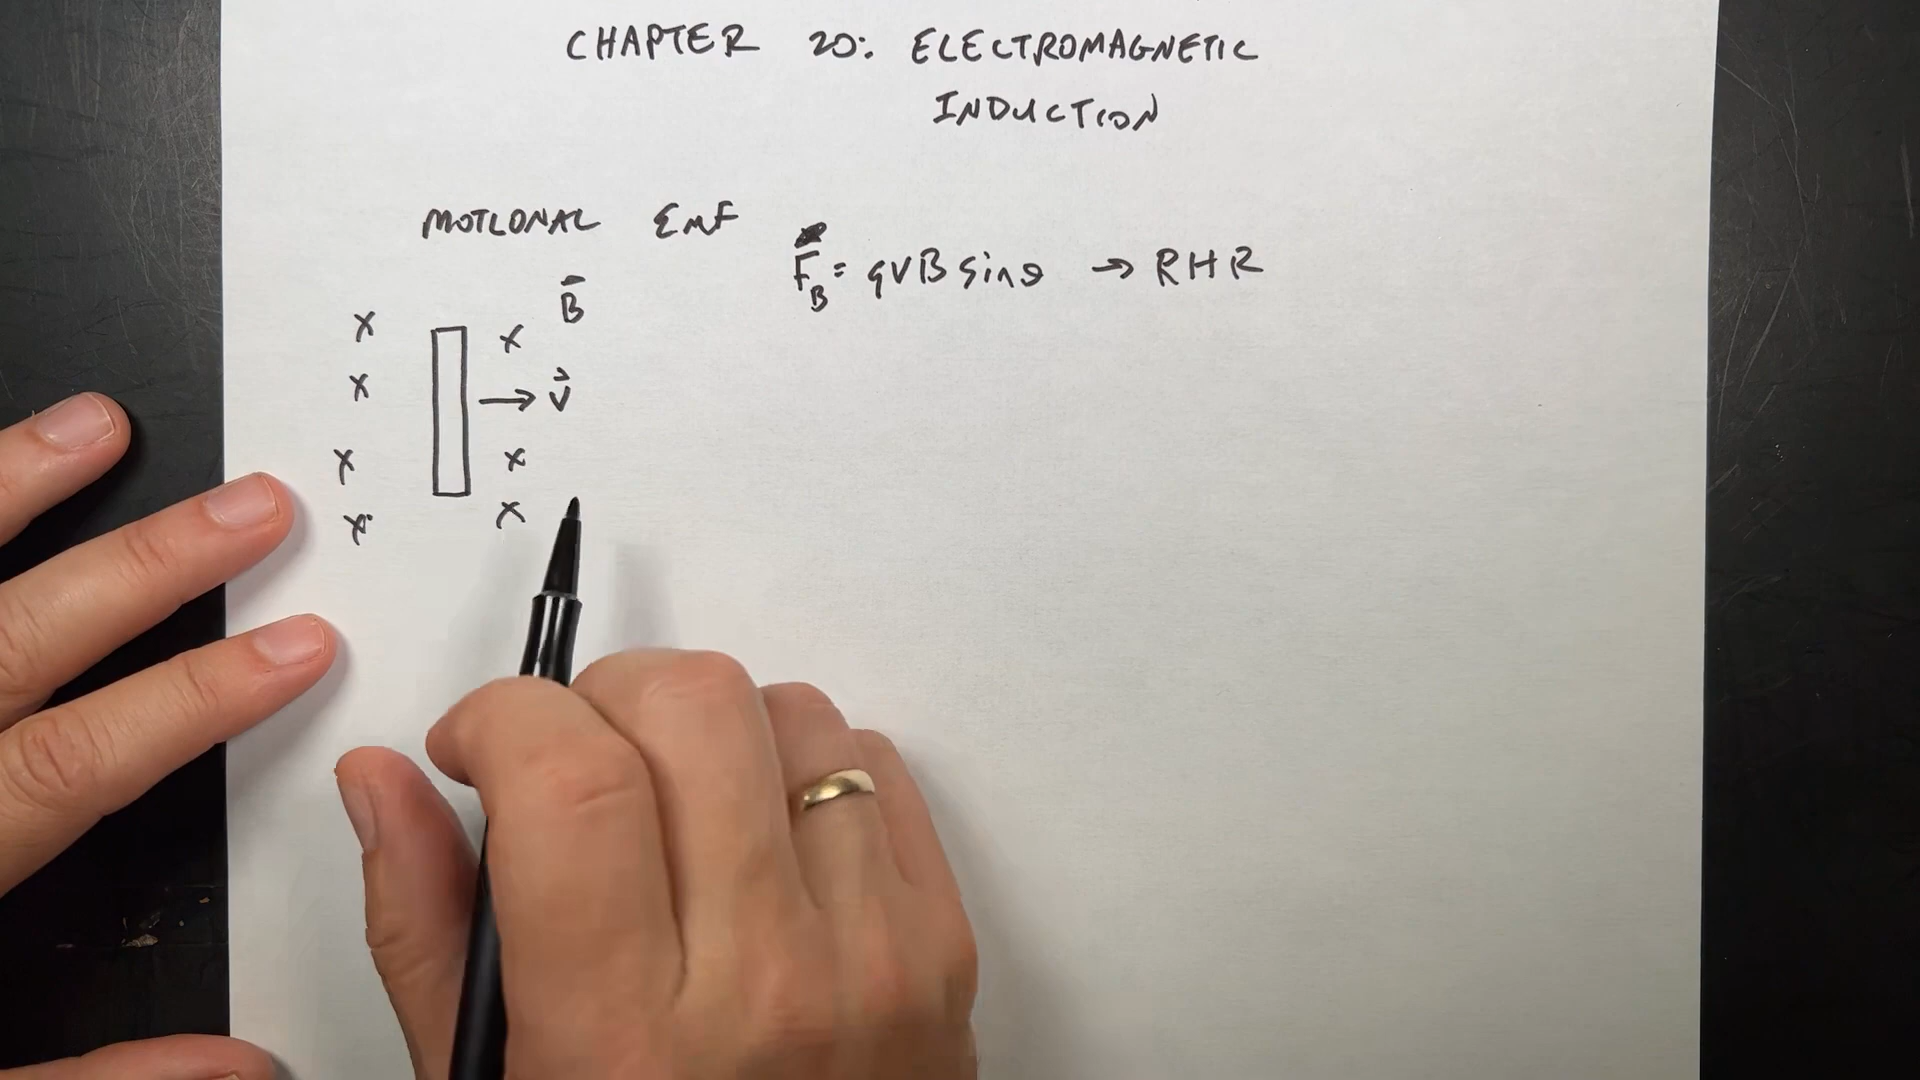 CHAPTER 20: ELECTROMAGNETIC
INDUCTION
MOTIONAL EMF
F_B = qvB sinθ → RHR
B
x x
x → v
x x
x x